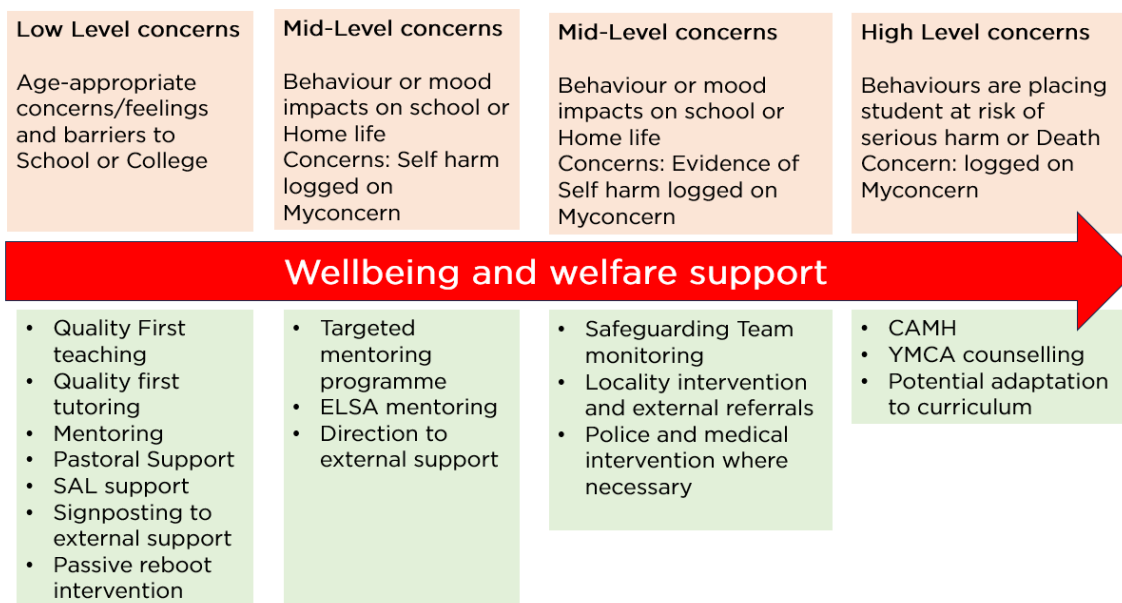 Low Level concerns
Age-appropriate
concerns/feelings
and barriers to
School or College
Mid-Level concerns
Behaviour or mood
impacts on school or
Home life
Concerns: Self harm
logged on
Myconcern
Mid-Level concerns
Behaviour or mood
impacts on school or
Home life
Concerns: Evidence of
Self harm logged on
Myconcern
High Level concerns
Behaviours are placing
student at risk of
serious harm or Death
Concern: logged on
Myconcern
Wellbeing and welfare support
• Quality First
teaching
• Quality first
tutoring
• Mentoring
• Pastoral Support
• SAL support
• Signposting to
external support
• Passive reboot
intervention
• Targeted
mentoring
programme
• ELSA mentoring
• Direction to
external support
• Safeguarding Team
monitoring
• Locality intervention
and external referrals
• Police and medical
intervention where
necessary
• CAMH
• YMCA counselling
• Potential adaptation
to curriculum